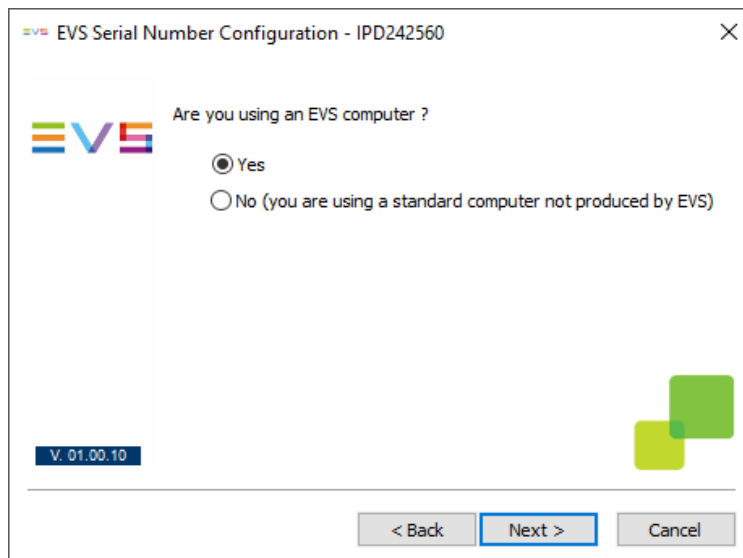 EVS EVS Serial Number Configuration - IPD242560
EVS
Are you using an EVS computer ?
Yes
No (you are using a standard computer not produced by EVS)
V. 01.00.10
< Back
Next >
Cancel